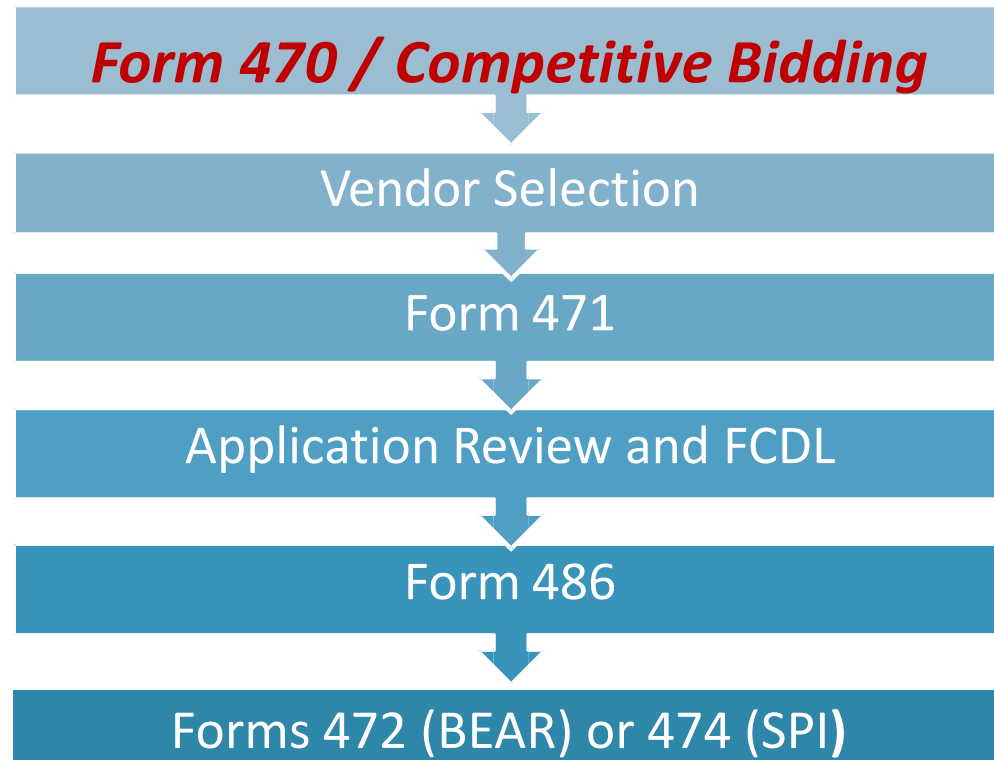 Form 470 / Competitive Bidding
Vendor Selection
Form 471
Application Review and FCDL
Form 486
Forms 472 (BEAR) or 474 (SPI)